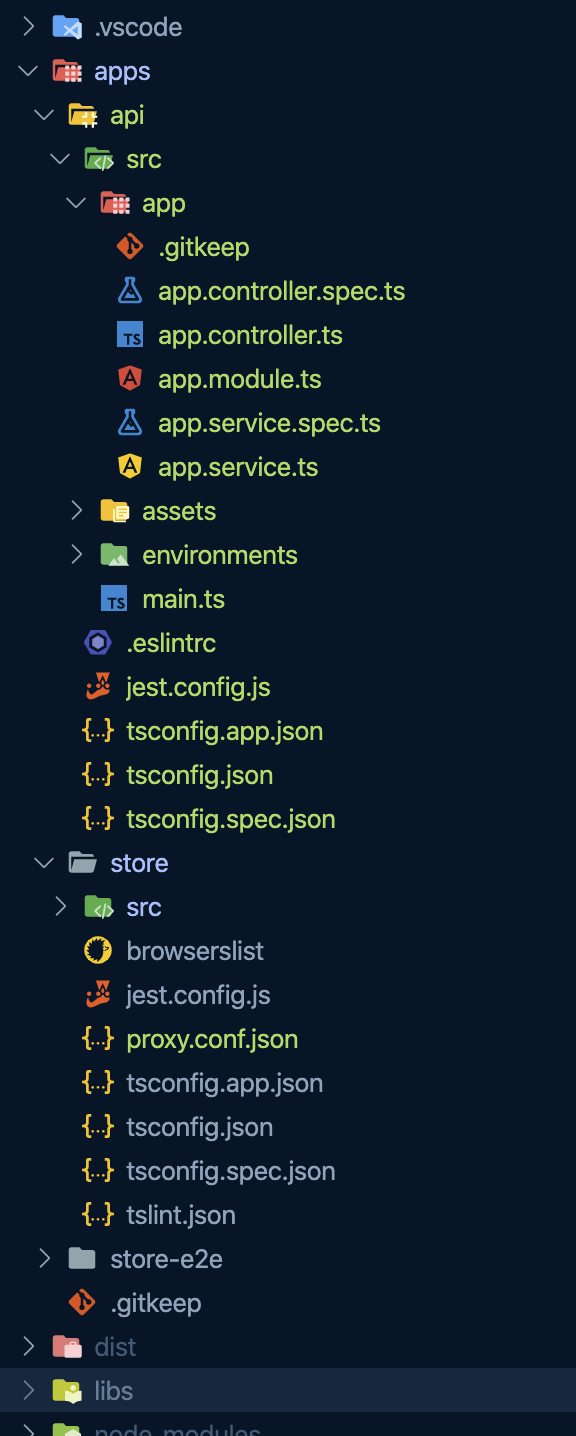 .vscode
apps
api
src
app
.gitkeep
app.controller.spec.ts
TS app.controller.ts
app.module.ts
app.service.spec.ts
app.service.ts
assets
environments
TS main.ts
.eslintrc
jest.config.js
{...} tsconfig.app.json
{...} tsconfig.json
{...} tsconfig.spec.json
store
src
browserslist
jest.config.js
{...} proxy.conf.json
{...} tsconfig.app.json
{...} tsconfig.json
{...} tsconfig.spec.json
{...} tslint.json
store-e2e
.gitkeep
dist
libs
node_modules